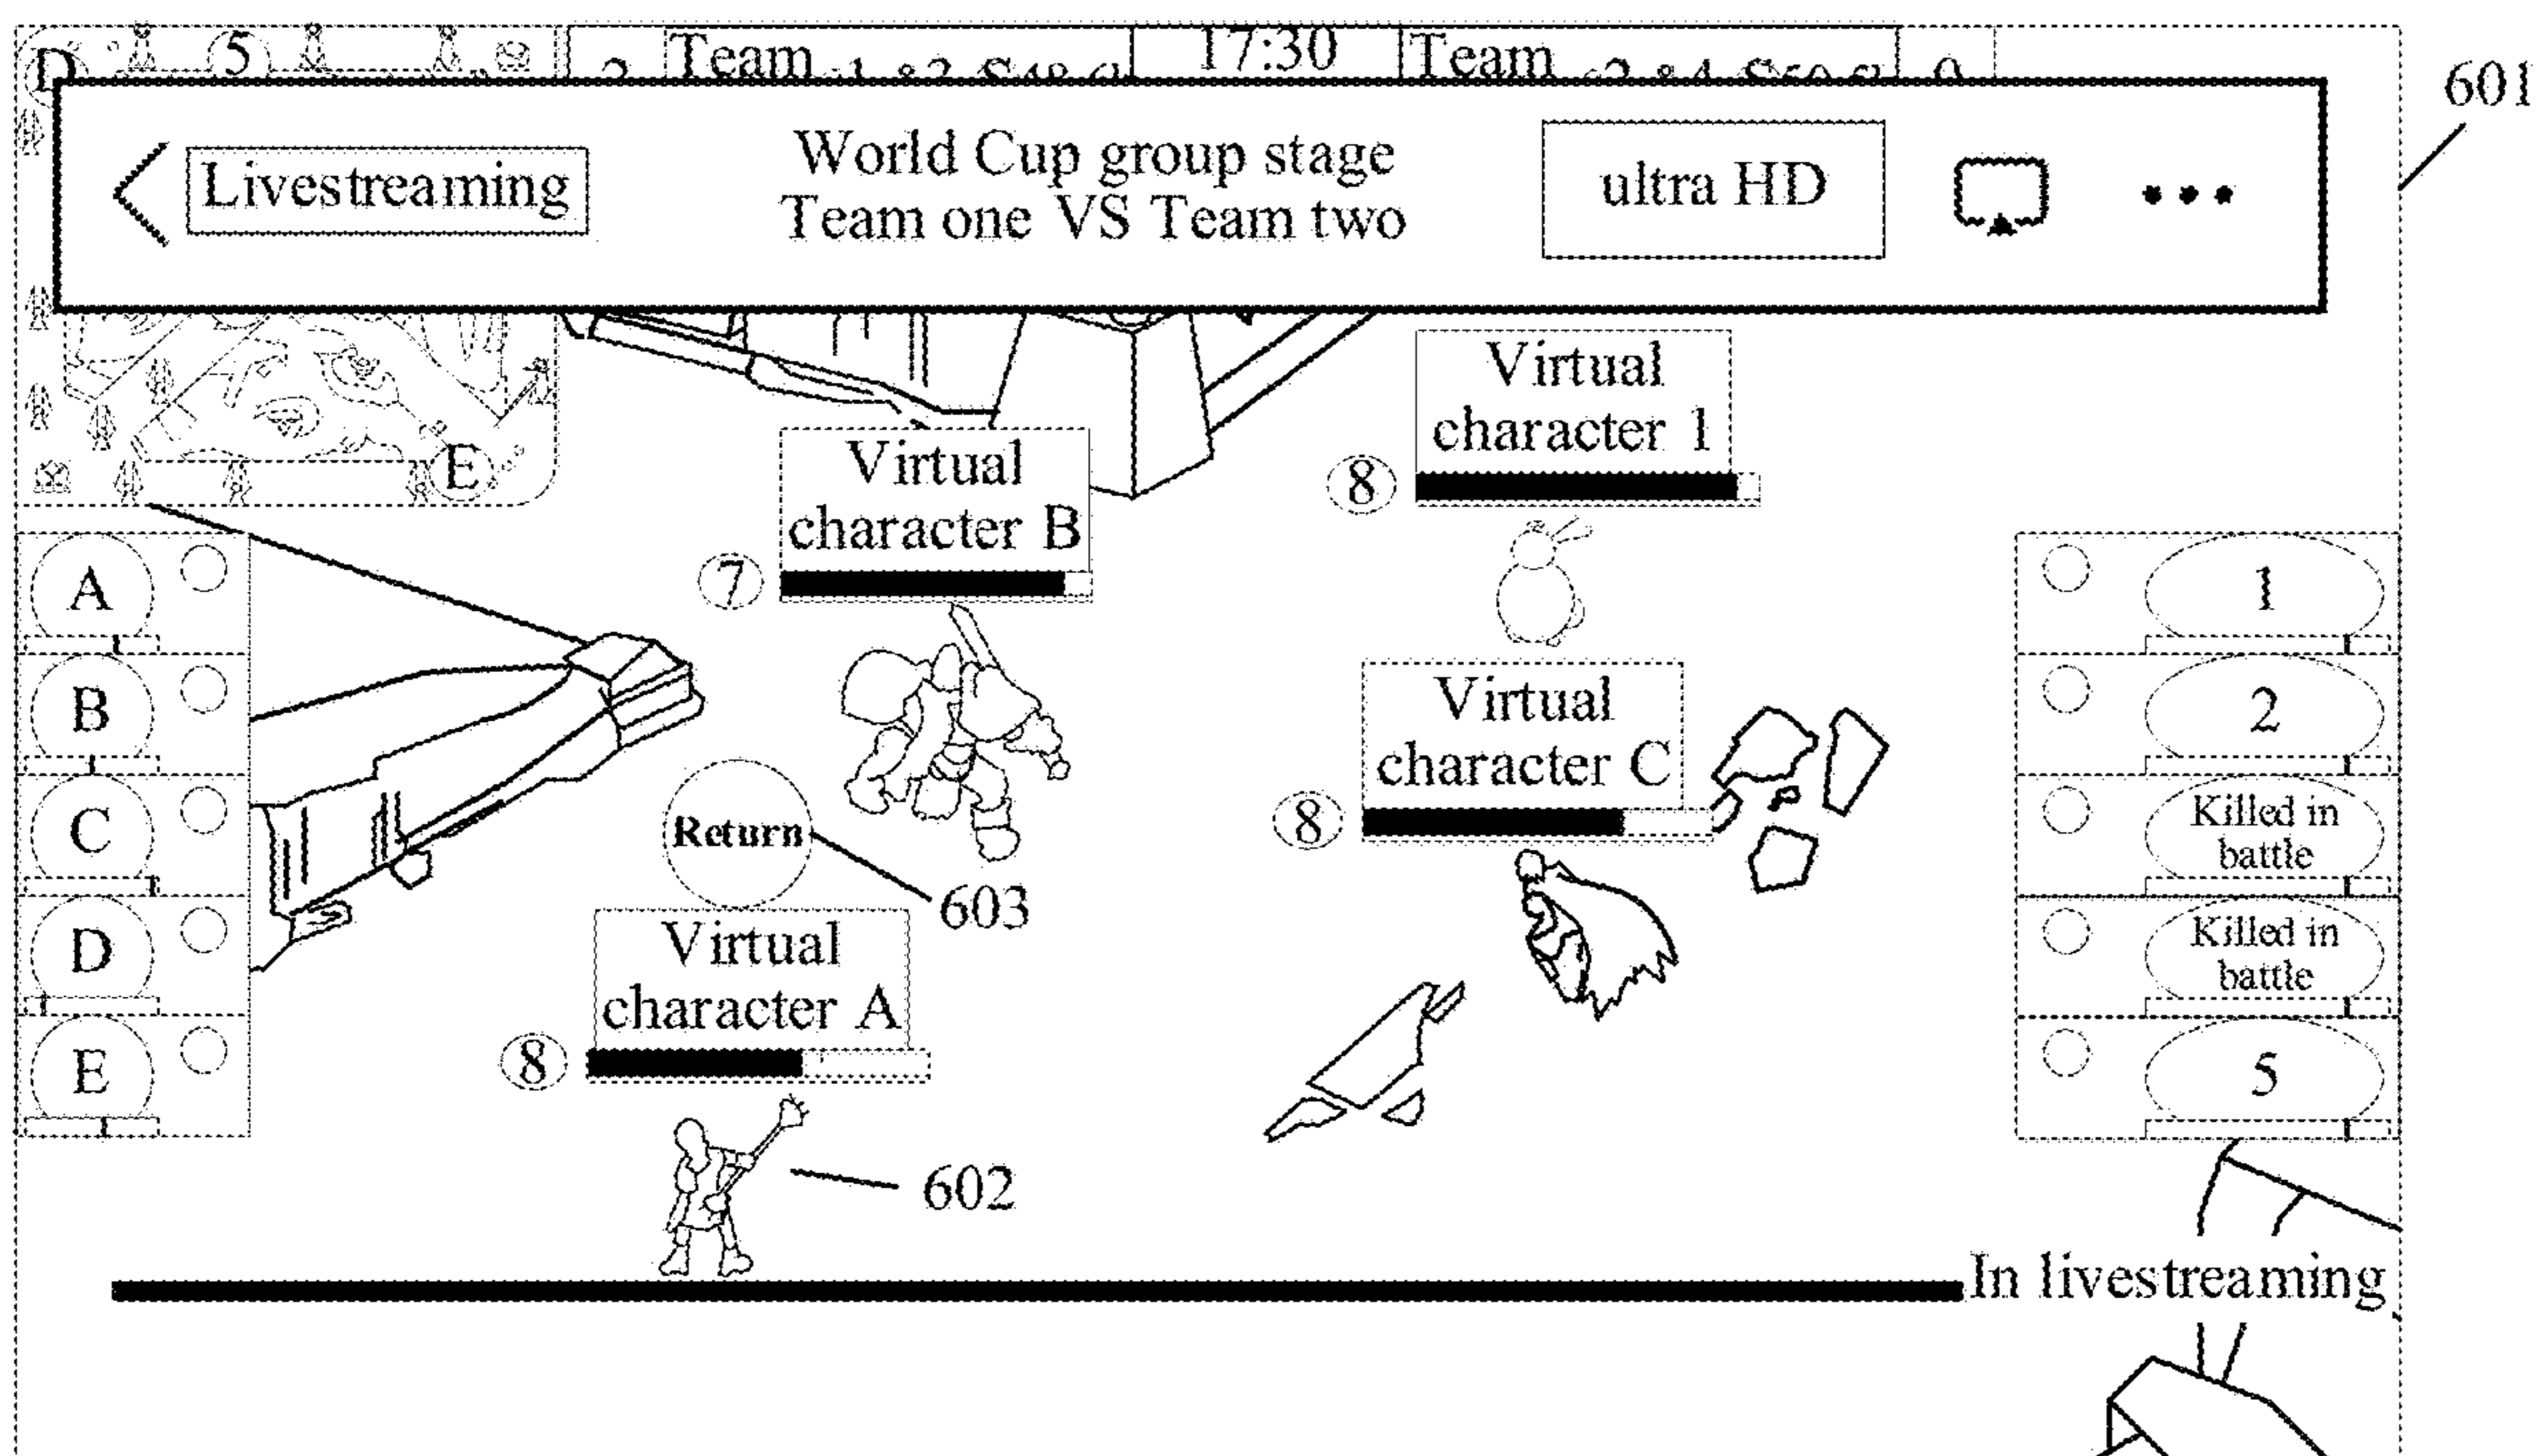 D
5
Team
17:30
Team
601
Livestreaming
World Cup group stage
Team one VS Team two
ultra HD
Virtual
character 1
8
E
Virtual
character B
7
A
B
C
D
E
1
2
Killed in
battle
Killed in
battle
5
Virtual
character C
8
Return
603
Virtual
character A
8
602
In livestreaming